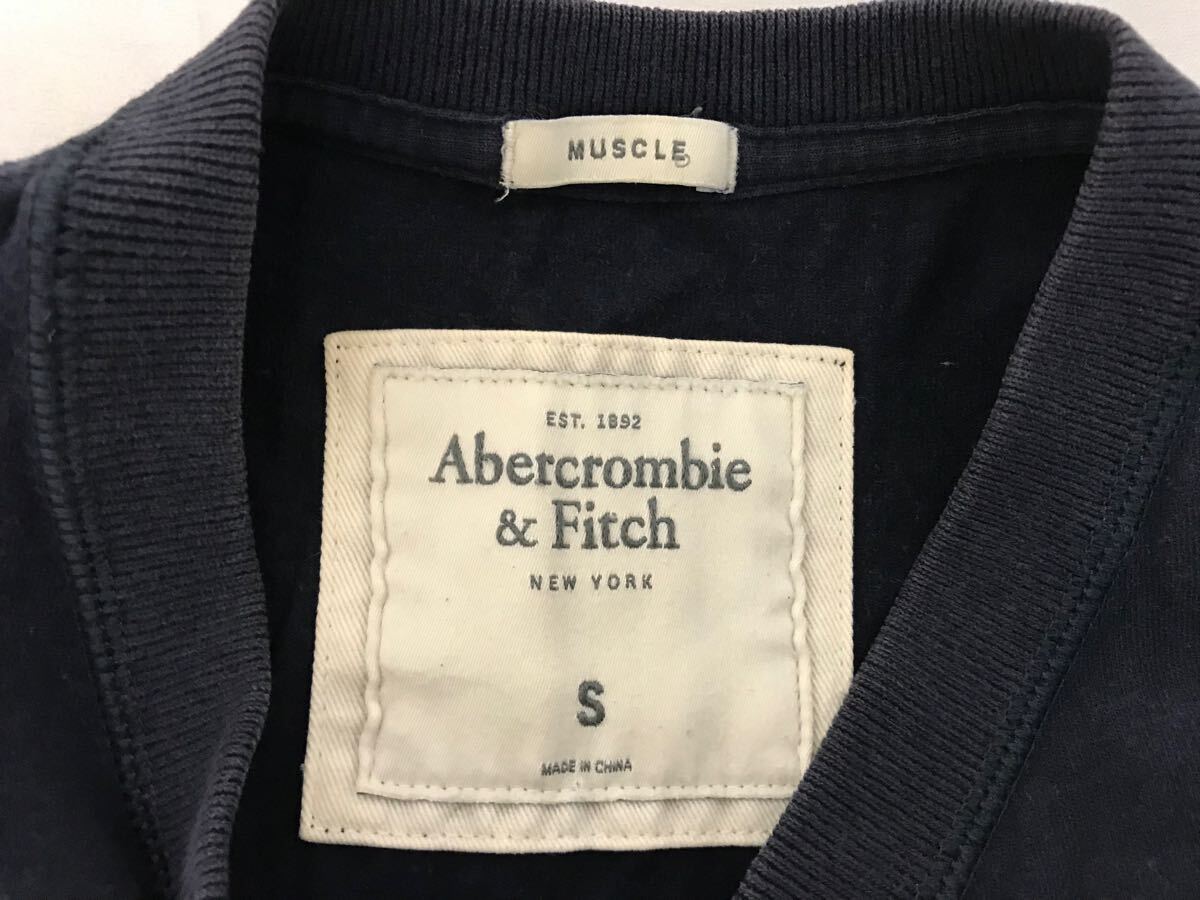 MUSCLE
EST. 1892
Abercrombie
& Fitch
NEW YORK
S
MADE IN CHINA